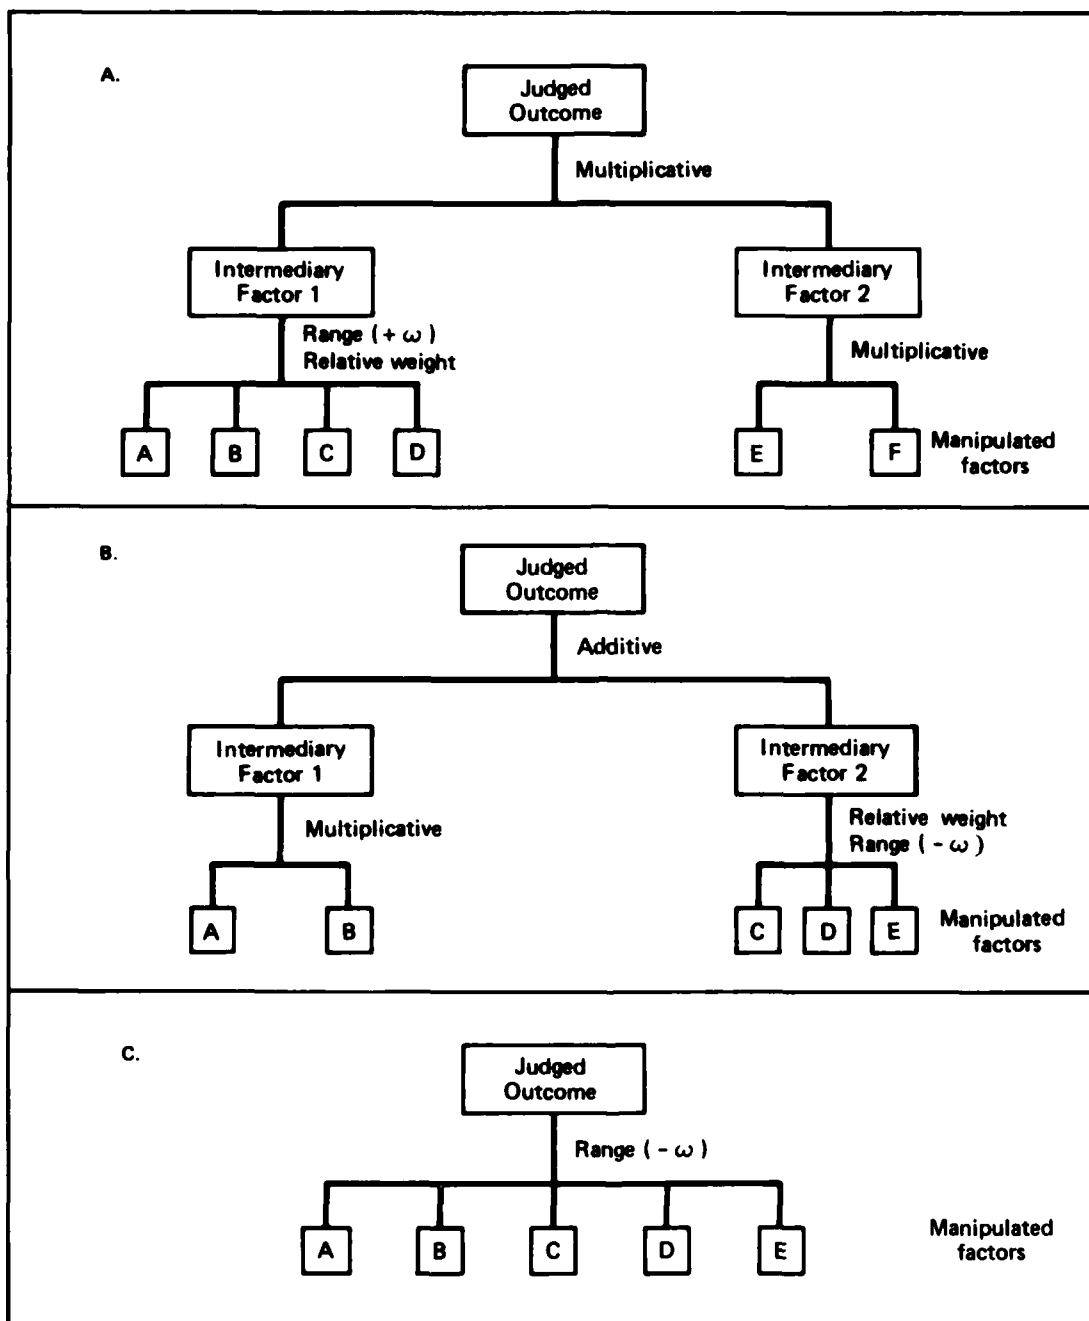 A.
Judged
Outcome
Multiplicative
Intermediary
Factor 1
Intermediary
Factor 2
Range ( + ω )
Relative weight
Multiplicative
A
B
C
D
E
F
Manipulated
factors
B.
Judged
Outcome
Additive
Intermediary
Factor 1
Intermediary
Factor 2
Multiplicative
Relative weight
Range ( - ω )
A
B
C
D
E
Manipulated
factors
C.
Judged
Outcome
Range ( - ω )
A
B
C
D
E
Manipulated
factors